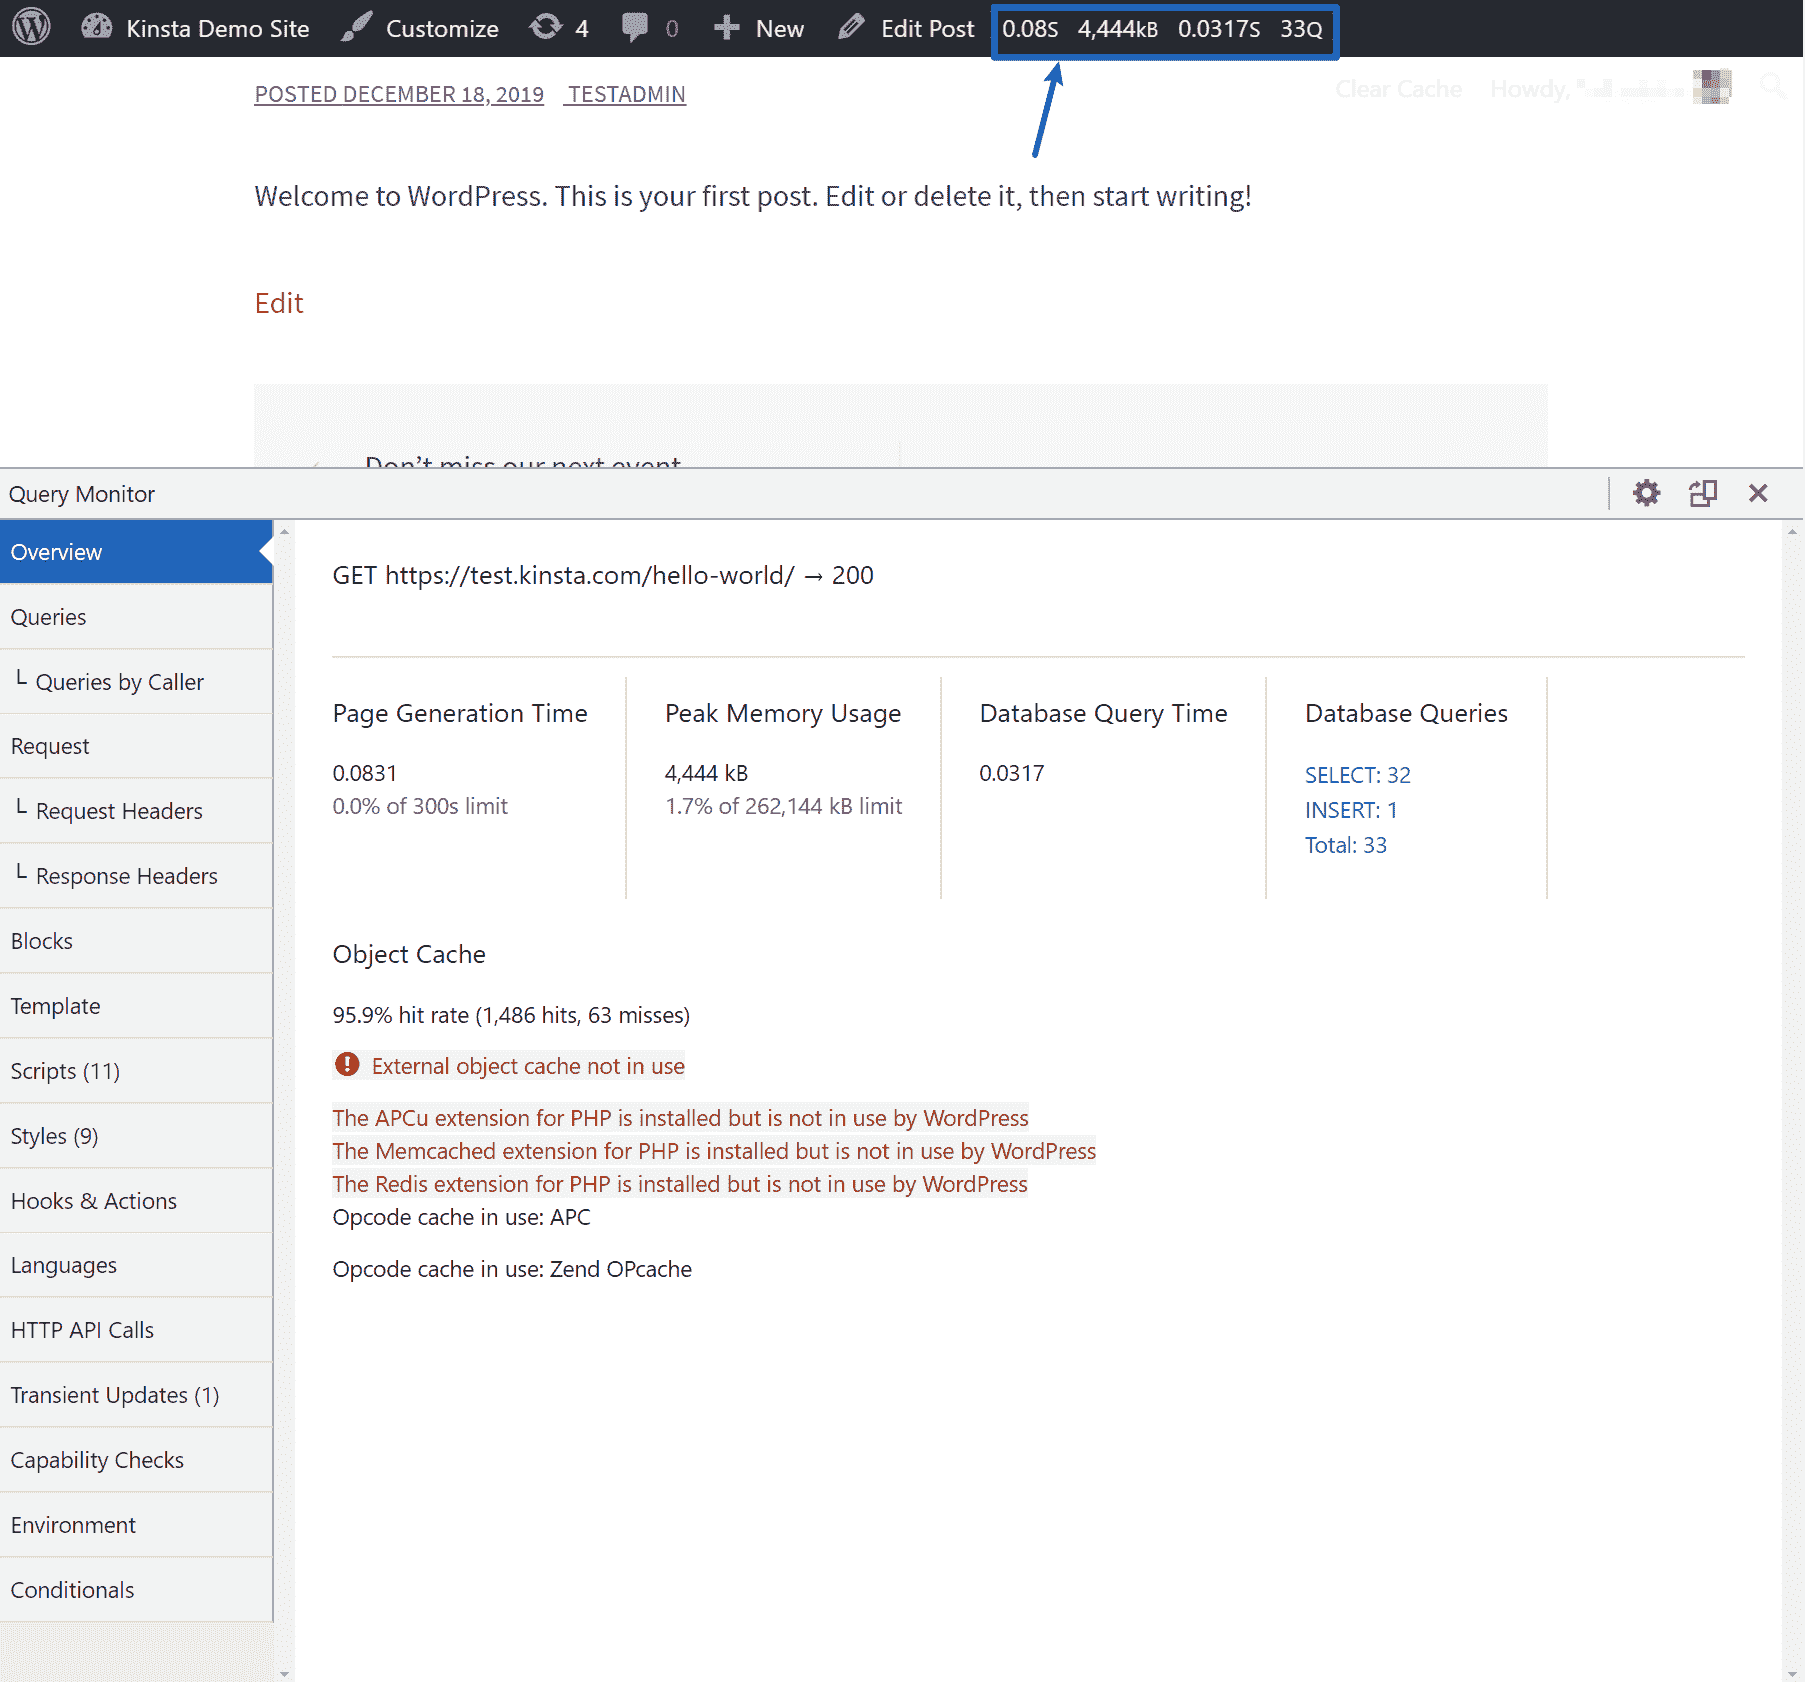 Kinsta Demo Site Customize 4 0 New Edit Post 0.08S 4,444kB 0.0317S 33Q
Clear Cache Howdy,
POSTED DECEMBER 18, 2019 TESTADMIN
Welcome to WordPress. This is your first post. Edit or delete it, then start writing!
Edit
Don't miss our next event
Query Monitor
Overview
Queries
└ Queries by Caller
Request
└ Request Headers
└ Response Headers
Blocks
Template
Scripts (11)
Styles (9)
Hooks & Actions
Languages
HTTP API Calls
Transient Updates (1)
Capability Checks
Environment
Conditionals
GET https://test.kinsta.com/hello-world/ → 200
Page Generation Time
0.0831
0.0% of 300s limit
Peak Memory Usage
4,444 kB
1.7% of 262,144 kB limit
Database Query Time
0.0317
Database Queries
SELECT: 32
INSERT: 1
Total: 33
Object Cache
95.9% hit rate (1,486 hits, 63 misses)
External object cache not in use
The APCu extension for PHP is installed but is not in use by WordPress
The Memcached extension for PHP is installed but is not in use by WordPress
The Redis extension for PHP is installed but is not in use by WordPress
Opcode cache in use: APC
Opcode cache in use: Zend OPcache